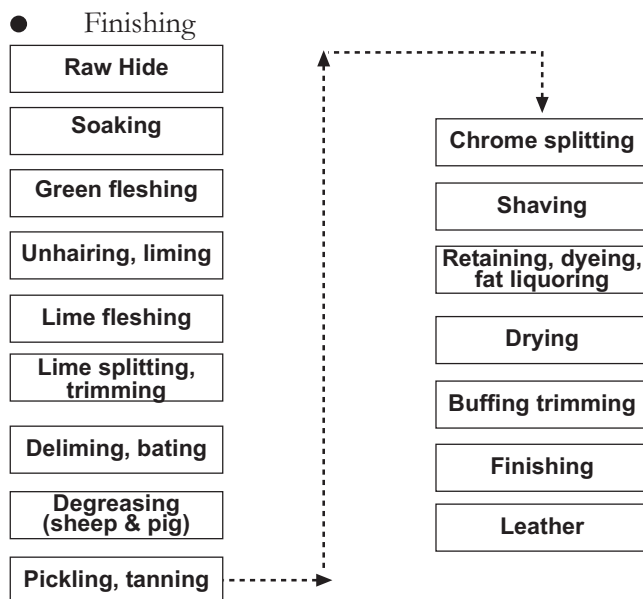 ● Finishing
Raw Hide
Soaking
Green fleshing
Unhairing, liming
Lime fleshing
Lime splitting,
trimming
Deliming, bating
Degreasing
(sheep & pig)
Pickling, tanning
Chrome splitting
Shaving
Retaining, dyeing,
fat liquoring
Drying
Buffing trimming
Finishing
Leather